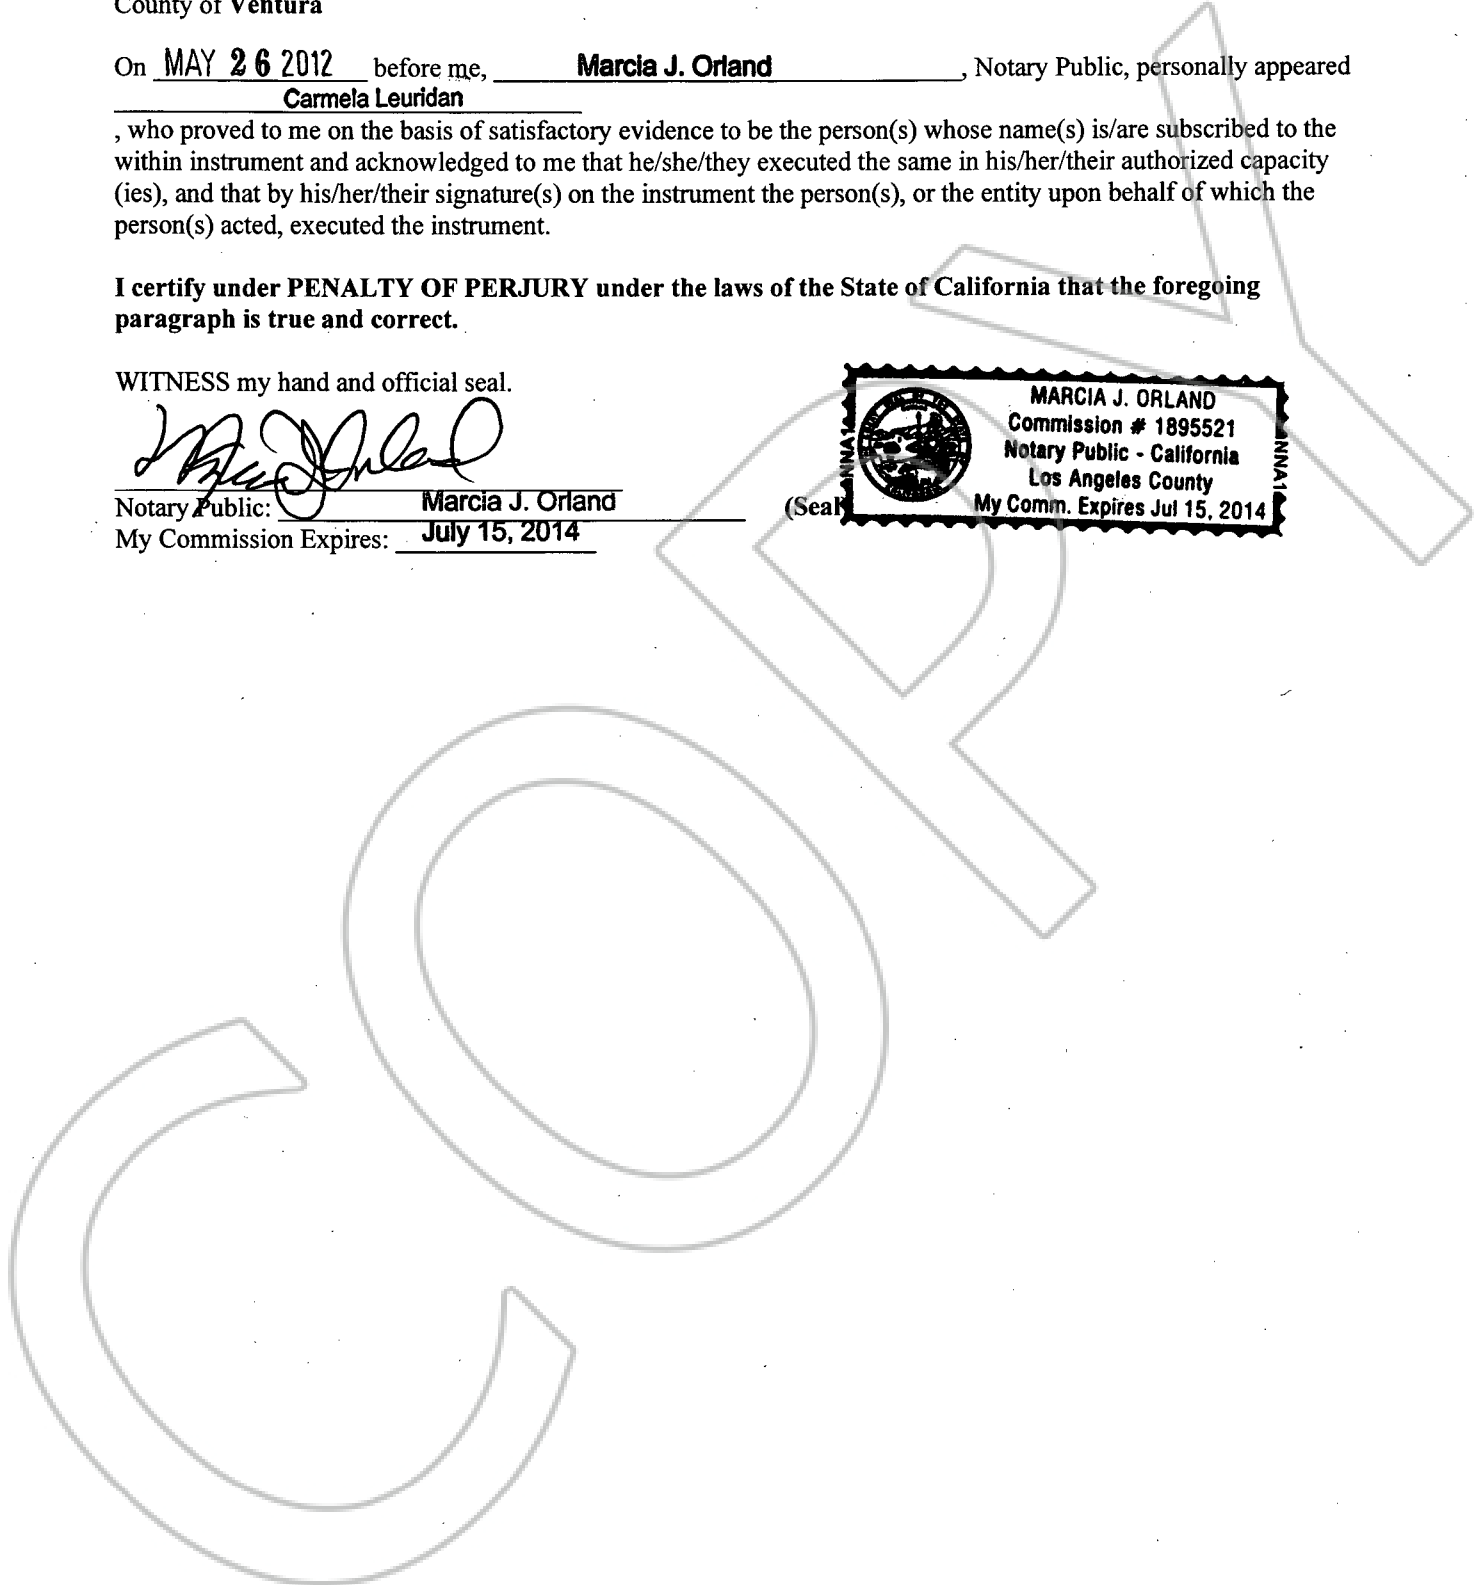 County of Ventura
On MAY 26 2012 before me, Marcia J. Orland, Notary Public, personally appeared
Carmela Leuridan
, who proved to me on the basis of satisfactory evidence to be the person(s) whose name(s) is/are subscribed to the
within instrument and acknowledged to me that he/she/they executed the same in his/her/their authorized capacity
(ies), and that by his/her/their signature(s) on the instrument the person(s), or the entity upon behalf of which the
person(s) acted, executed the instrument.
I certify under PENALTY OF PERJURY under the laws of the State of California that the foregoing
paragraph is true and correct.
WITNESS my hand and official seal.
Marcia J Orland
Notary Public: Marcia J. Orland
My Commission Expires: July 15, 2014
(Seal
MARCIA J. ORLAND
Commission # 1895521
Notary Public - California
Los Angeles County
My Comm. Expires Jul 15, 2014
NNA1
NNA1
COPY